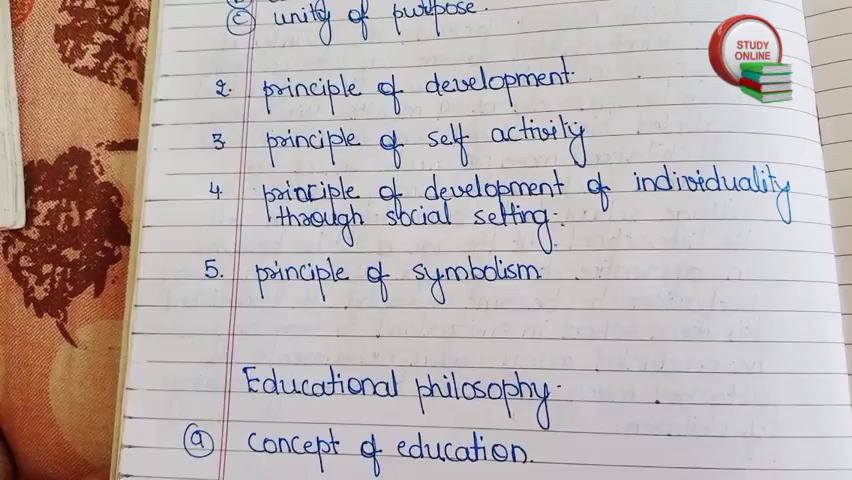 © unity of purpose.
STUDY
ONLINE
2. principle of development.
3 principle of self activity
4. principle of development of individuality
through social setting.
5. principle of symbolism.
Educational philosophy.
ⓐ concept of education.